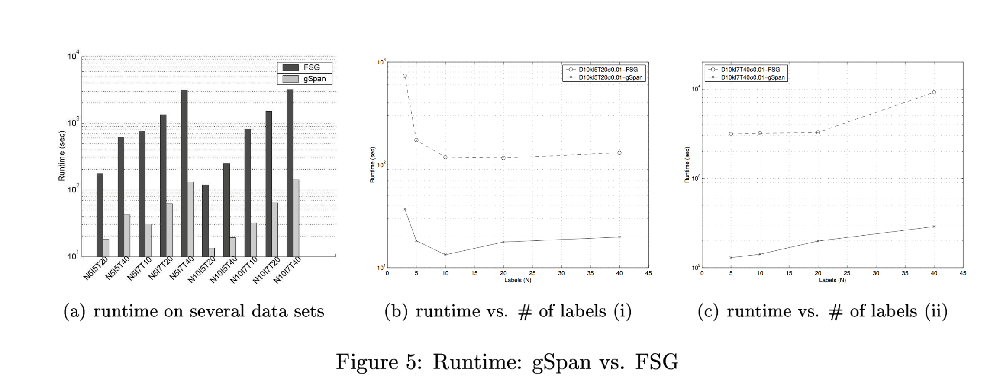 10^4
FSG
gSpan
10^3
10^2
10^1
Runtime (sec)
N5I5T20 N5I5T40 N5I7T10 N5I7T20 N5I7T40 N10I5T20 N10I5T40 N10I7T10 N10I7T20 N10I7T40
(a) runtime on several data sets
10^3
D10kI5T20σ0.01−FSG
D10kI5T20σ0.01−gSpan
10^2
10^1
Runtime (sec)
0 5 10 15 20 25 30 35 40 45
Labels (N)
(b) runtime vs. # of labels (i)
D10kI7T40σ0.01−FSG
D10kI7T40σ0.01−gSpan
10^4
10^3
10^2
Runtime (sec)
0 5 10 15 20 25 30 35 40 45
Labels (N)
(c) runtime vs. # of labels (ii)
Figure 5: Runtime: gSpan vs. FSG